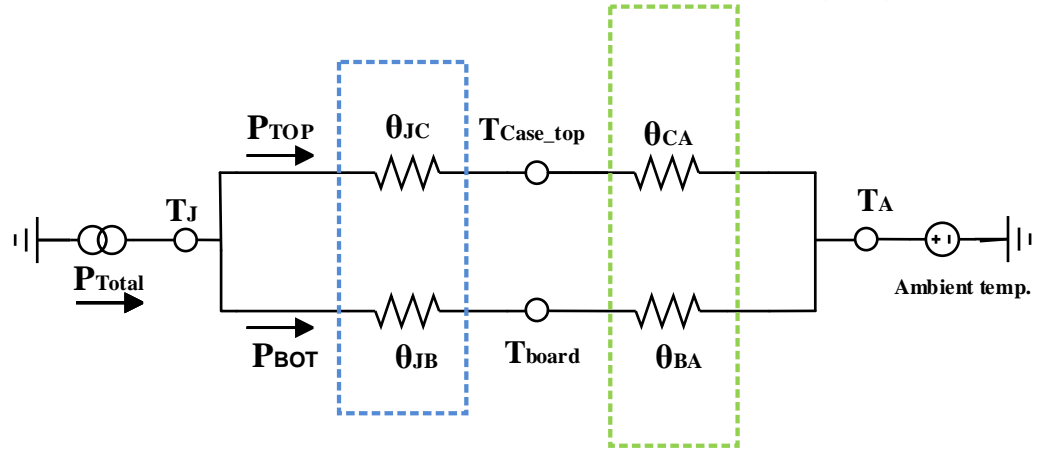 PTOP
θJC
TCase_top
θCA
TJ
TA
PTotal
Ambient temp.
PBOT
θJB
Tboard
θBA